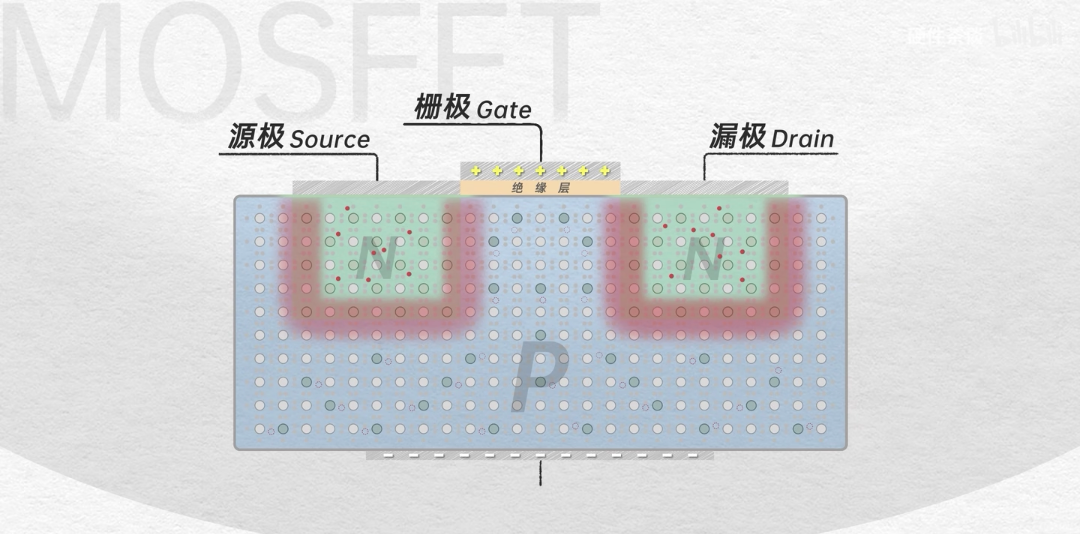 MOSFET
栅极 Gate
源极 Source
漏极 Drain
+ + + + + + +
绝缘层
N
N
P
- - - - - - - - - - - - -